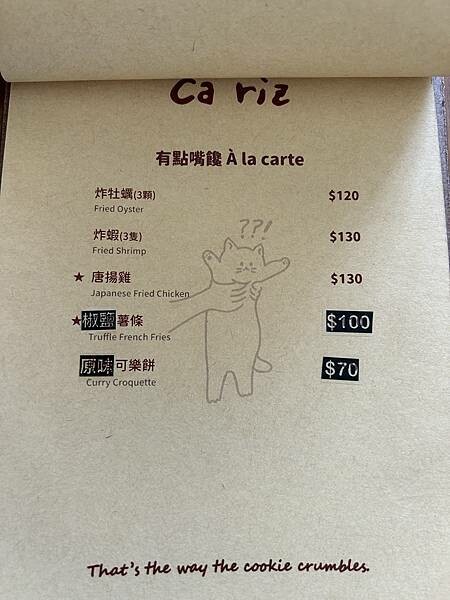 Ca riz
有點嘴饞 À la carte
炸牡蠣(3顆) $120
Fried Oyster
炸蝦(3隻) $130
Fried Shrimp
??!
★ 唐揚雞 $130
Japanese Fried Chicken
★椒鹽薯條 $100
Truffle French Fries
原味可樂餅 $70
Curry Croquette
That's the way the cookie crumbles.